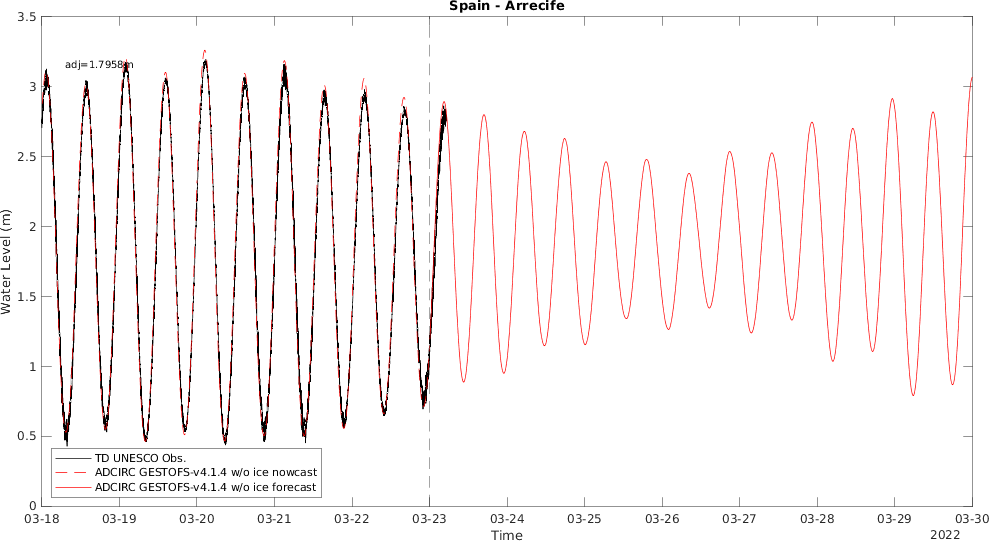 Spain - Arrecife
3.5
3
2.5
2
1.5
1
0.5
0
Water Level (m)
adj=1.7958m
TD UNESCO Obs.
ADCIRC GESTOFS-v4.1.4 w/o ice nowcast
ADCIRC GESTOFS-v4.1.4 w/o ice forecast
03-18 03-19 03-20 03-21 03-22 03-23 03-24 03-25 03-26 03-27 03-28 03-29 03-30
Time
2022